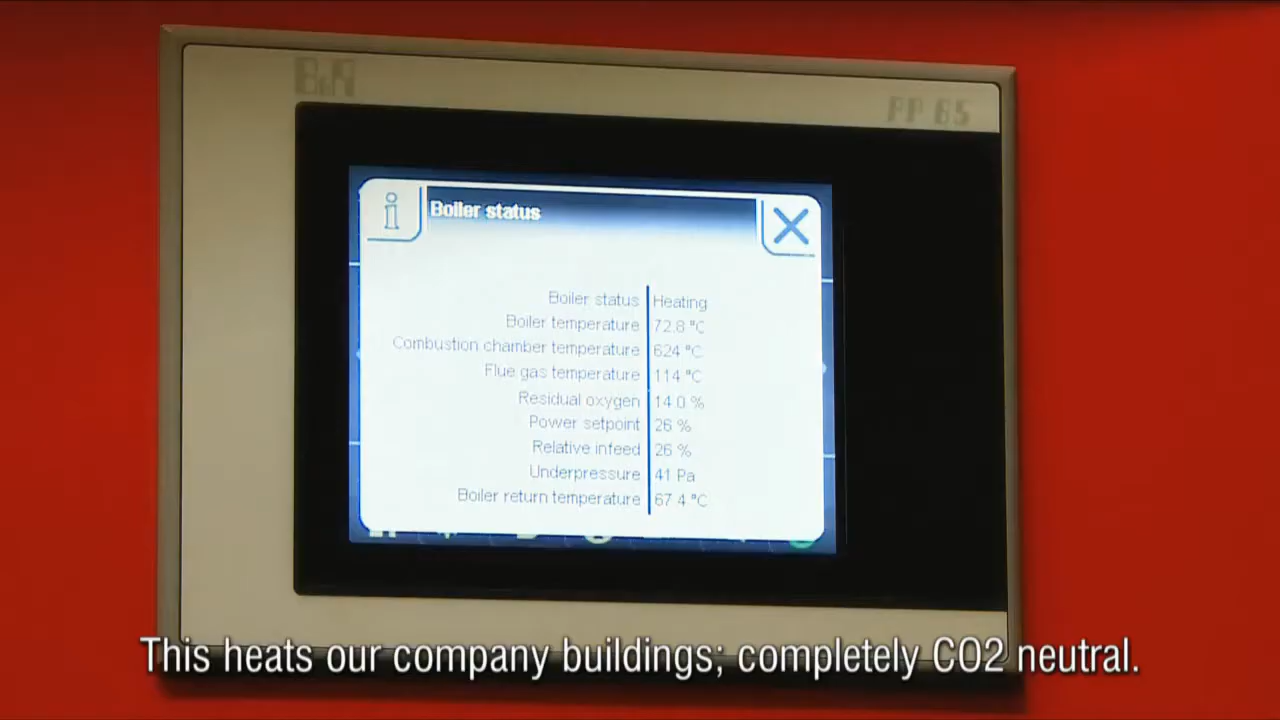 B&R
PP 65
i
Boiler status
Boiler status Heating
Boiler temperature 72.8 °C
Combustion chamber temperature 624 °C
Flue gas temperature 114 °C
Residual oxygen 14.0 %
Power setpoint 26 %
Relative infeed 26 %
Underpressure 41 Pa
Boiler return temperature 67.4 °C
This heats our company buildings; completely CO2 neutral.